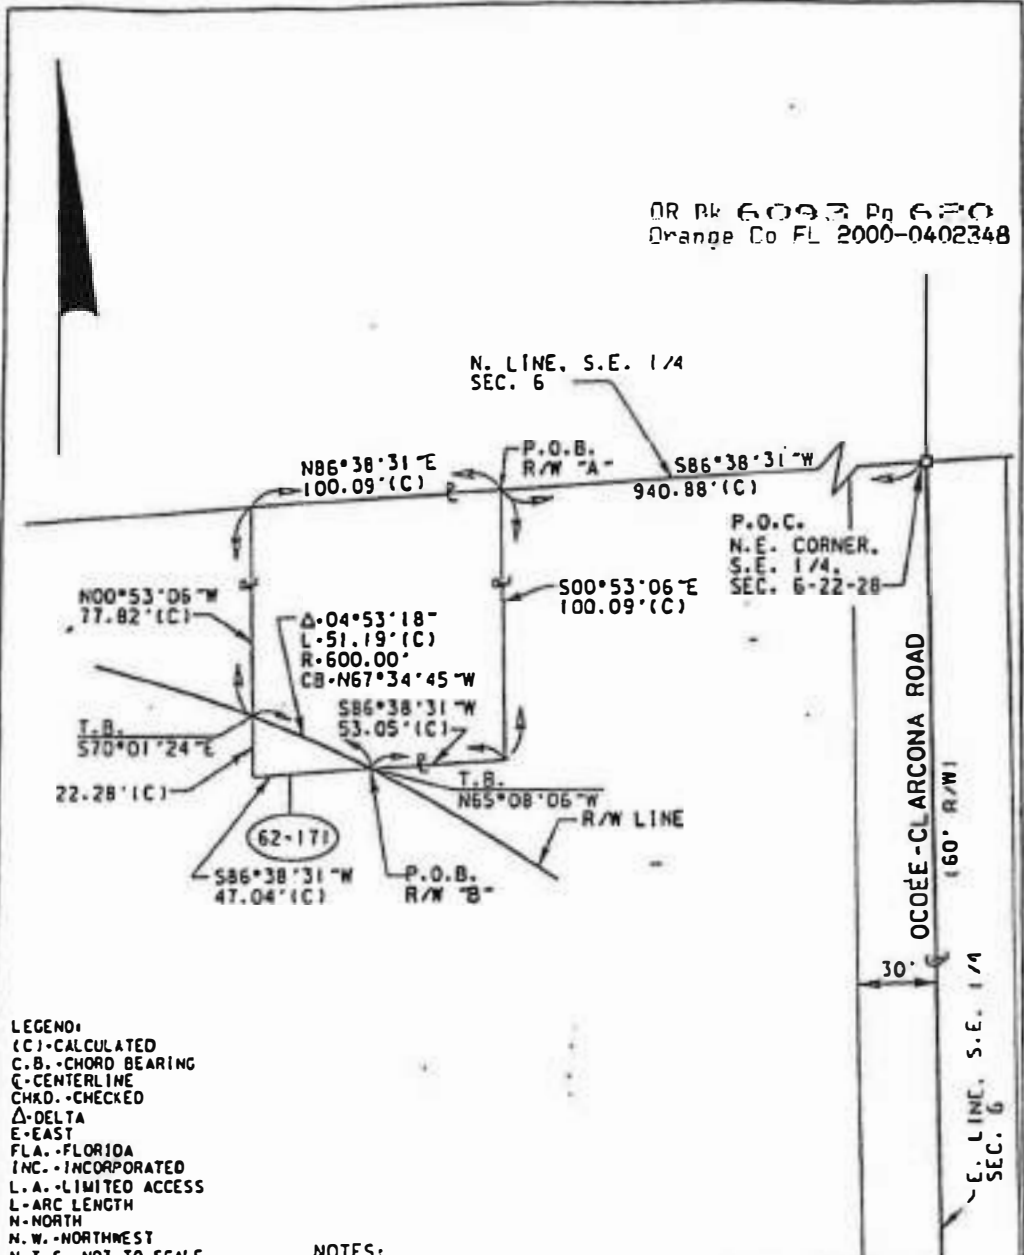 OR Bk 6093 Pg 620
Orange Co FL 2000-0402348
N. LINE, S.E. 1/4
SEC. 6
P.O.B.
R/W "A"
N86°38'31"E
100.09'(C)
S86°38'31"W
940.88'(C)
P.O.C.
N.E. CORNER,
S.E. 1/4,
SEC. 6-22-28
N00°53'06"W
77.82'(C)
S00°53'06"E
100.09'(C)
Δ=04°53'18"
L=51.19'(C)
R=600.00'
CB=N67°34'45"W
S86°38'31"W
53.05'(C)
T.B.
S70°01'24"E
22.28'(C)
T.B.
N65°08'06"W
R/W LINE
62-171
S86°38'31"W
47.04'(C)
P.O.B.
R/W "B"
OCOEE-CLARCONA ROAD
(60' R/W)
30'
E. LINE, S.E. 1/4
SEC. 6
LEGEND:
(C)=CALCULATED
C.B.=CHORD BEARING
℄=CENTERLINE
CHKD.=CHECKED
Δ=DELTA
E=EAST
FLA.=FLORIDA
INC.=INCORPORATED
L.A.=LIMITED ACCESS
L=ARC LENGTH
N=NORTH
N.W.=NORTHWEST
N.T.S.=NOT TO SCALE
NOTES: